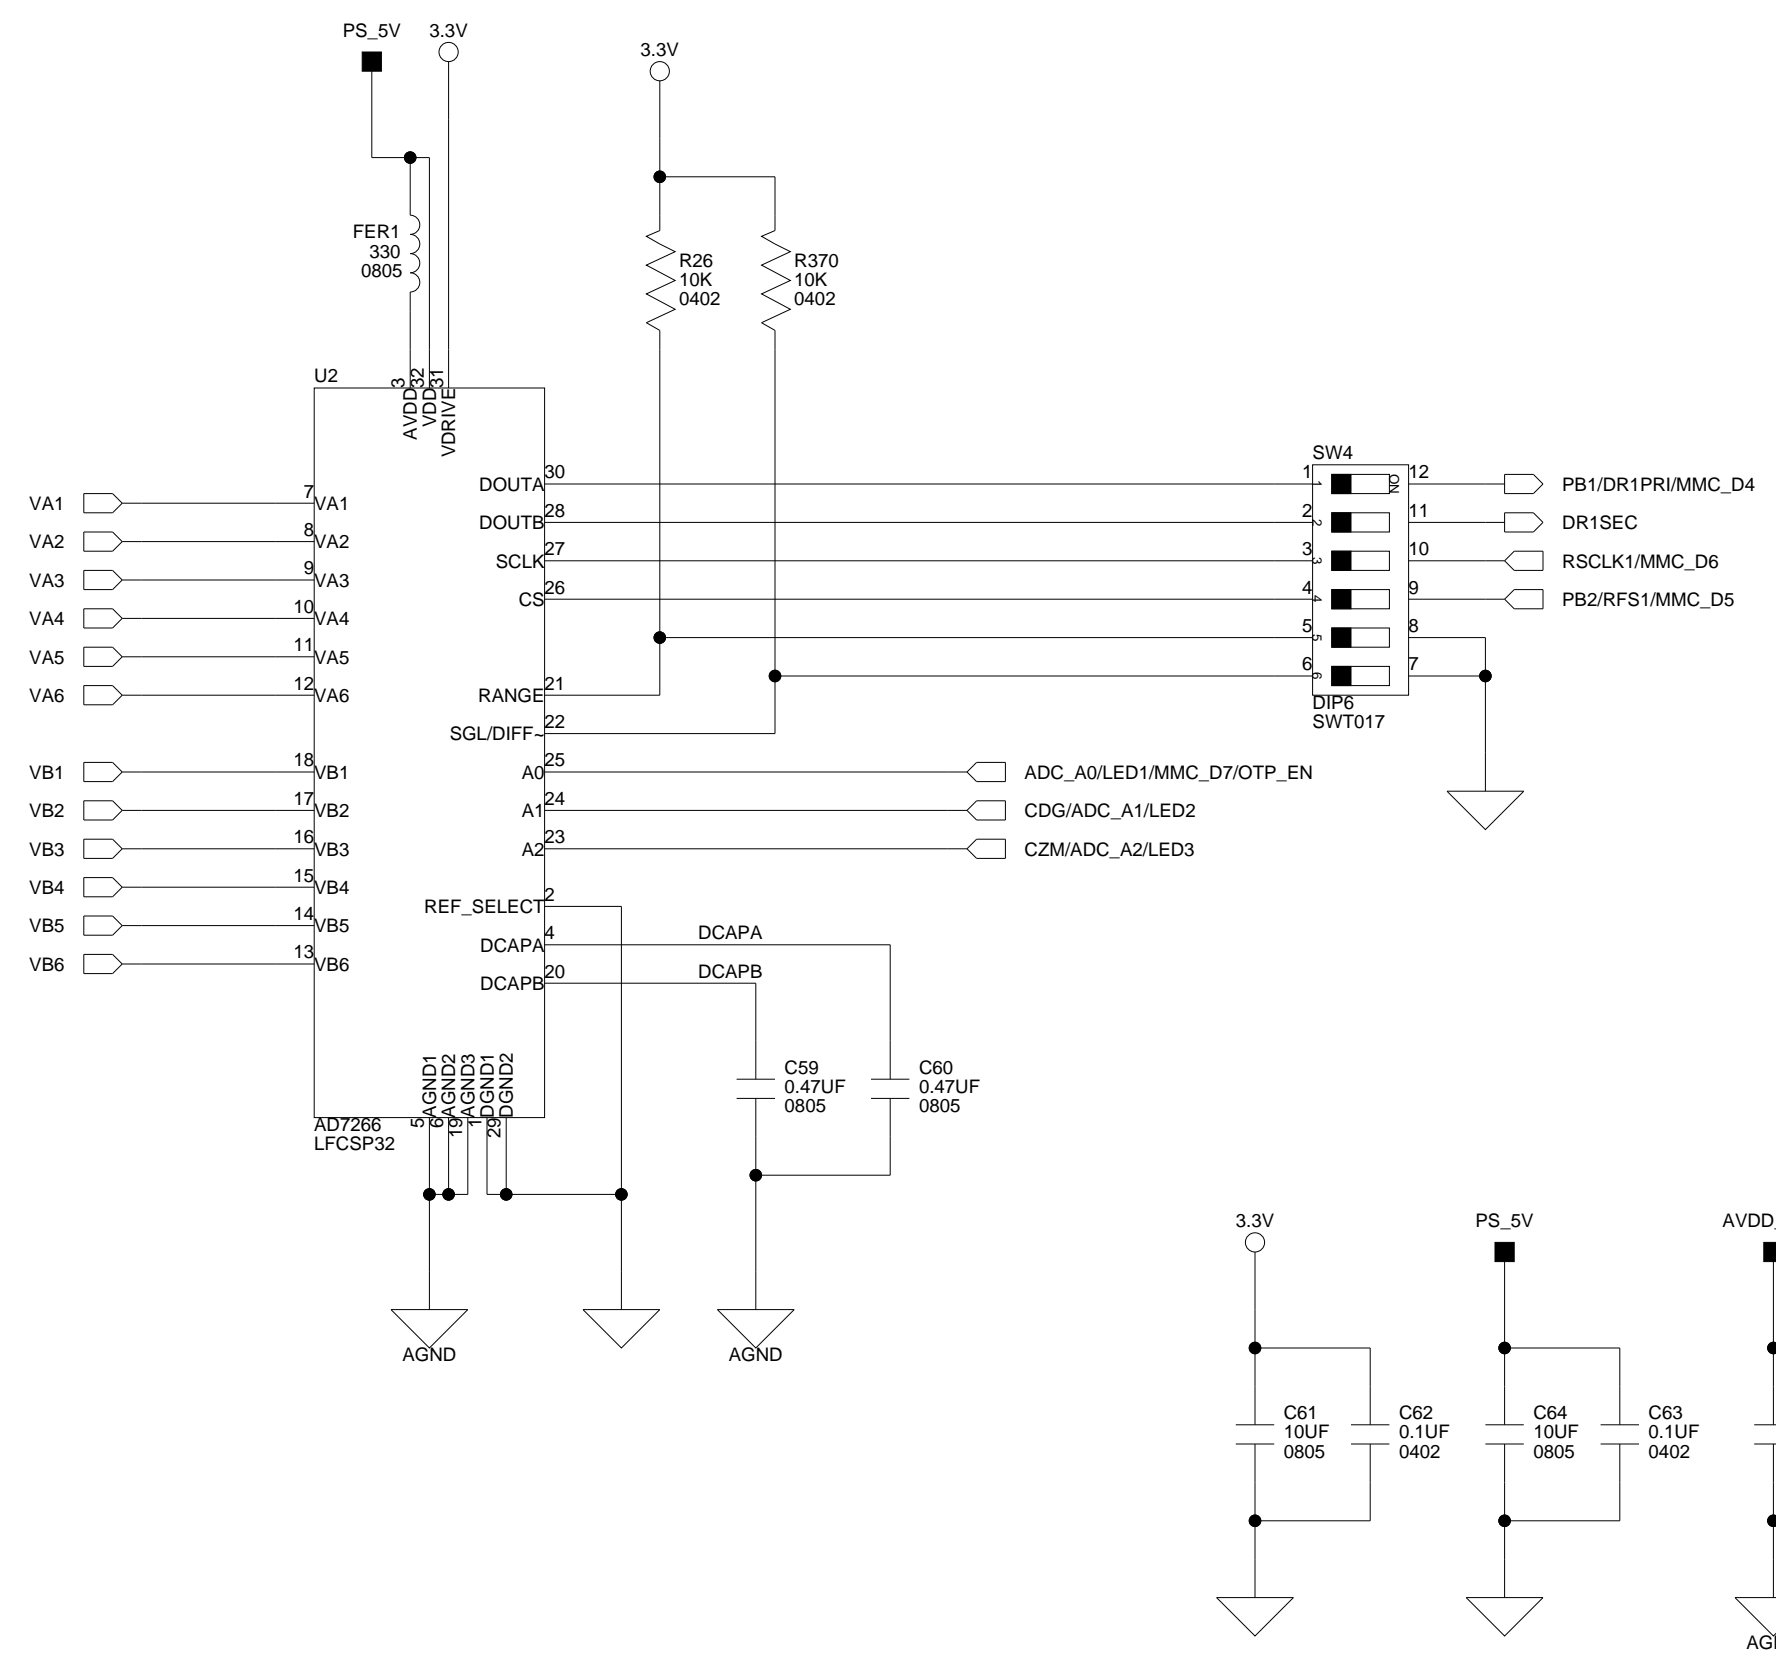 PS_5V
3.3V
3.3V
FER1
330
0805
R26
10K
0402
R370
10K
0402
U2
3
32
31
AVDD
VDD
VDRIVE
VA1
7
VA1
VA2
8
VA2
VA3
9
VA3
VA4
10
VA4
VA5
11
VA5
VA6
12
VA6
VB1
18
VB1
VB2
17
VB2
VB3
16
VB3
VB4
15
VB4
VB5
14
VB5
VB6
13
VB6
DOUTA
30
DOUTB
28
SCLK
27
CS
26
RANGE
21
SGL/DIFF~
22
A0
25
A1
24
A2
23
REF_SELECT
2
DCAPA
4
DCAPB
20
SW4
1
1
ON
12
PB1/DR1PRI/MMC_D4
2
2
11
DR1SEC
3
3
10
RSCLK1/MMC_D6
4
4
9
PB2/RFS1/MMC_D5
5
5
8
6
6
7
DIP6
SWT017
ADC_A0/LED1/MMC_D7/OTP_EN
CDG/ADC_A1/LED2
CZM/ADC_A2/LED3
DCAPA
DCAPB
C59
0.47UF
0805
C60
0.47UF
0805
AGND1
AGND2
AGND3
DGND1
DGND2
5
6
19
1
29
AD7266
LFCSP32
AGND
AGND
3.3V
C61
10UF
0805
C62
0.1UF
0402
PS_5V
C64
10UF
0805
C63
0.1UF
0402
AVDD_